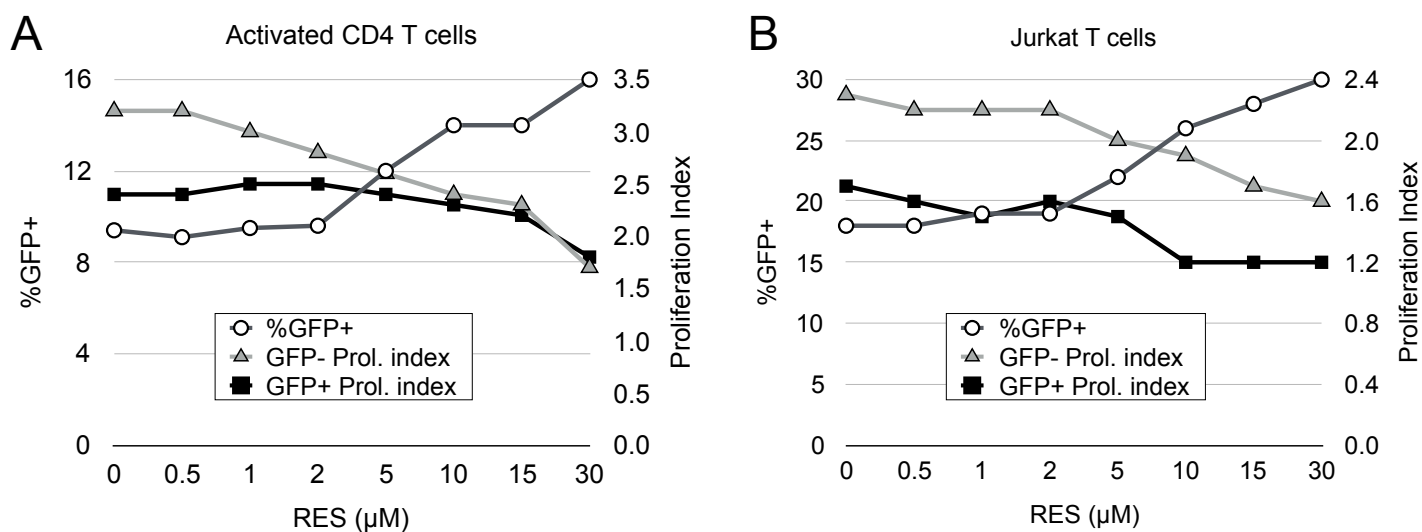 A
Activated CD4 T cells
16
12
8
4
0
%GFP+
3.5
3.0
2.5
2.0
1.5
1.0
0.5
0.0
Proliferation Index
%GFP+
GFP- Prol. index
GFP+ Prol. index
0 0.5 1 2 5 10 15 30
RES (µM)
B
Jurkat T cells
30
25
20
15
10
5
0
%GFP+
2.4
2.0
1.6
1.2
0.8
0.4
0.0
Proliferation Index
%GFP+
GFP- Prol. index
GFP+ Prol. index
0 0.5 1 2 5 10 15 30
RES (µM)